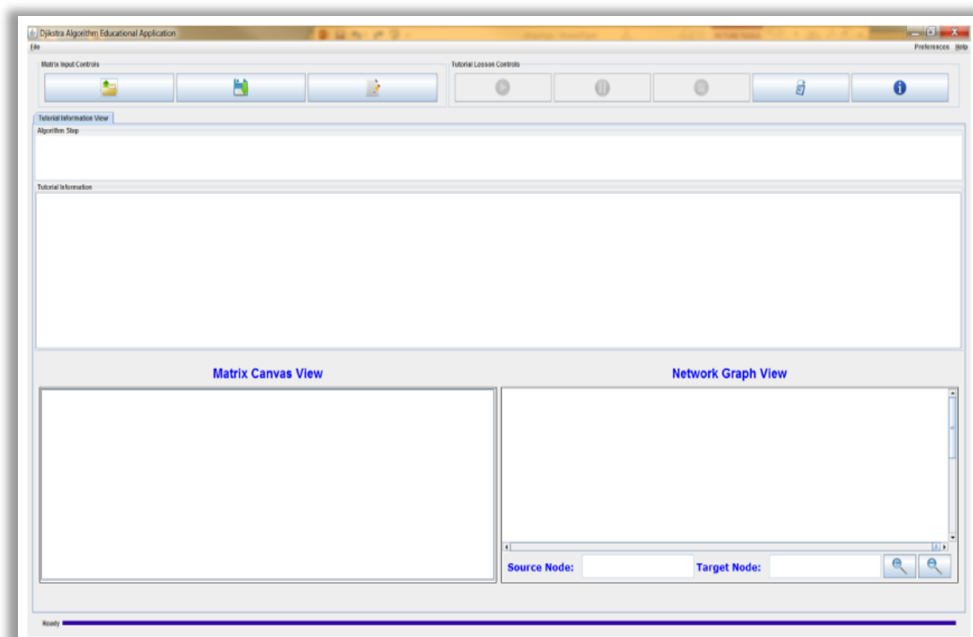 Djikstra Algorithm Educational Application
File Preferences Help
Matrix Input Controls Tutorial Lesson Controls
Tutorial Information View
Algorithm Step
Tutorial Information
Matrix Canvas View Network Graph View
Source Node: Target Node:
Ready